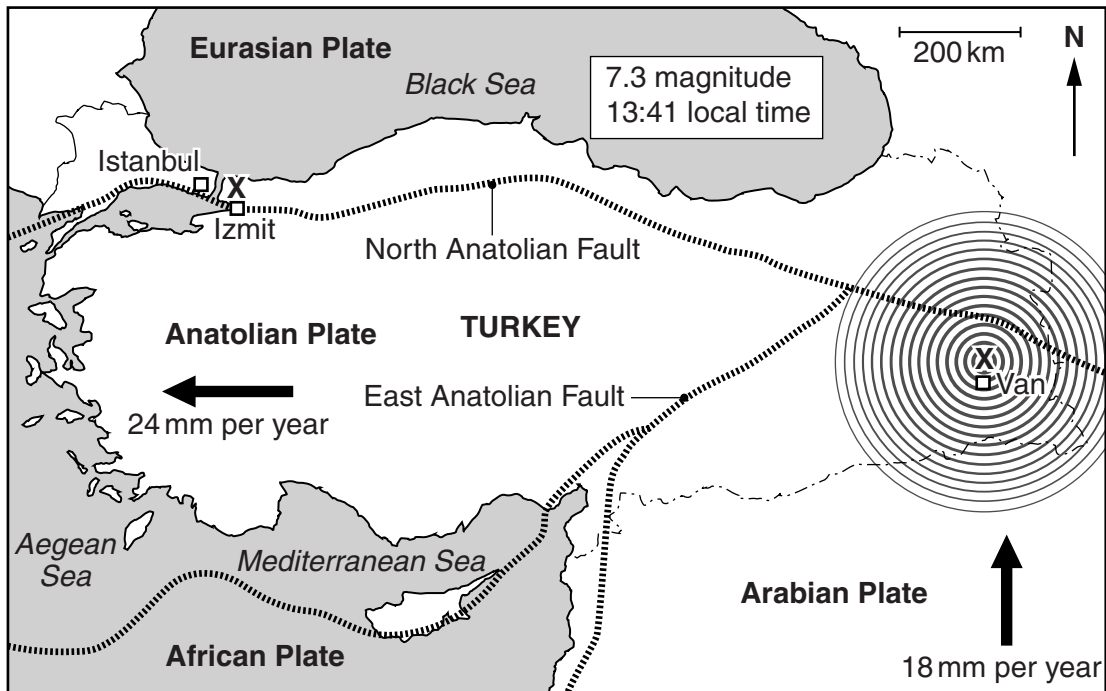 Eurasian Plate
Black Sea
7.3 magnitude
13:41 local time
200 km
N
Istanbul
X
Izmit
North Anatolian Fault
Anatolian Plate
TURKEY
24 mm per year
East Anatolian Fault
X
Van
Aegean
Sea
Mediterranean Sea
Arabian Plate
African Plate
18 mm per year